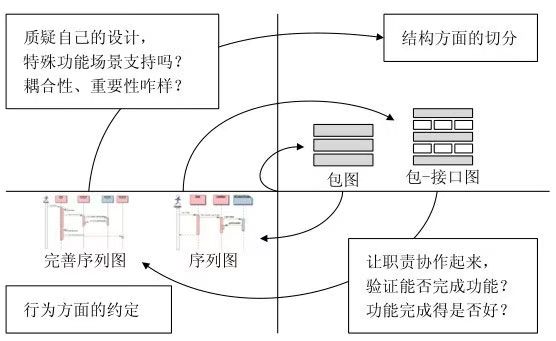 质疑自己的设计,
特殊功能场景支持吗?
耦合性、重要性咋样?
结构方面的切分
包图
包-接口图
完善序列图
序列图
行为方面的约定
让职责协作起来,
验证能否完成功能?
功能完成得是否好?